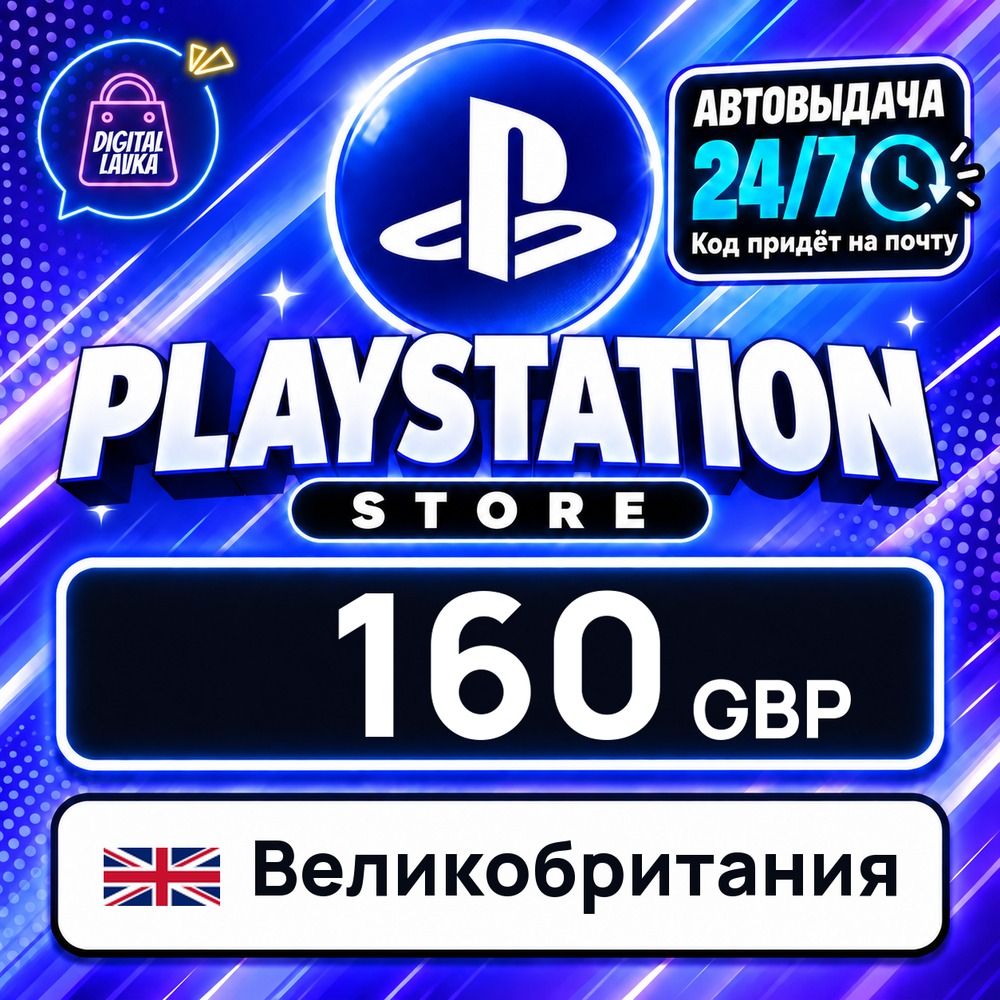 DIGITAL
LAVKA
АВТОВЫДАЧА
24/7
Код придёт на почту
PLAYSTATION
STORE
160 GBP
Великобритания